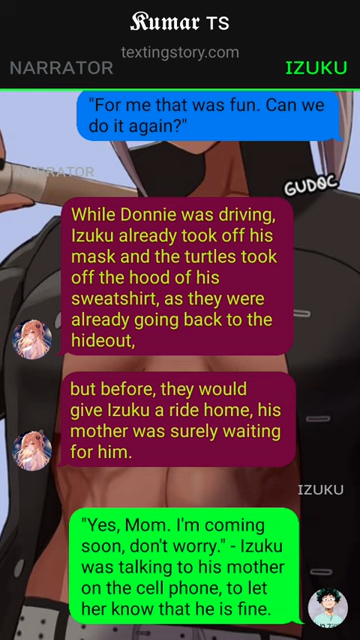 Kumar TS
textingstory.com
NARRATOR
IZUKU
"For me that was fun. Can we
do it again?"
NARRATOR
GUDOC
While Donnie was driving,
Izuku already took off his
mask and the turtles took
off the hood of his
sweatshirt, as they were
already going back to the
hideout,
but before, they would
give Izuku a ride home, his
mother was surely waiting
for him.
IZUKU
"Yes, Mom. I'm coming
soon, don't worry." - Izuku
was talking to his mother
on the cell phone, to let
her know that he is fine.